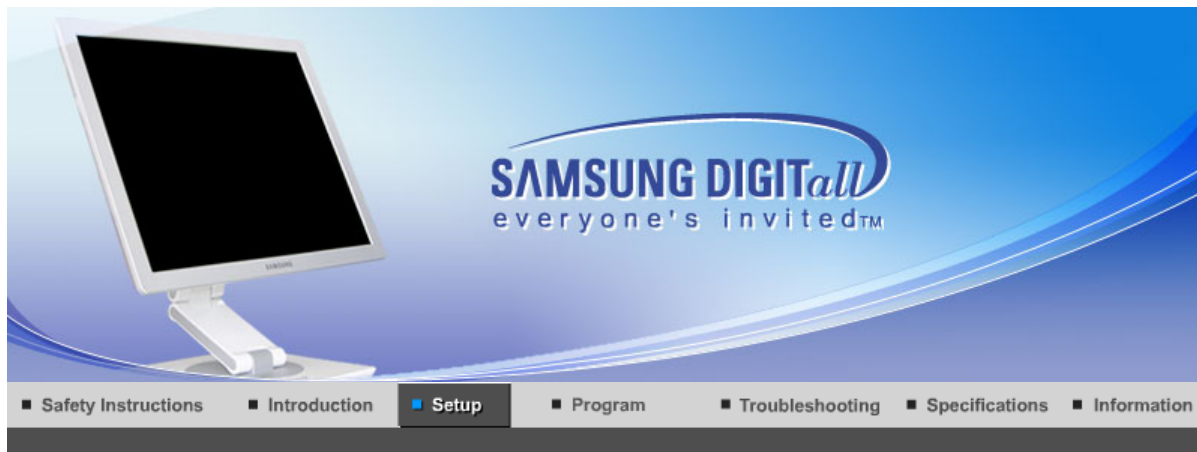 SAMSUNG DIGITall
everyone's invited™
SAMSUNG
Safety Instructions
Introduction
Setup
Program
Troubleshooting
Specifications
Information